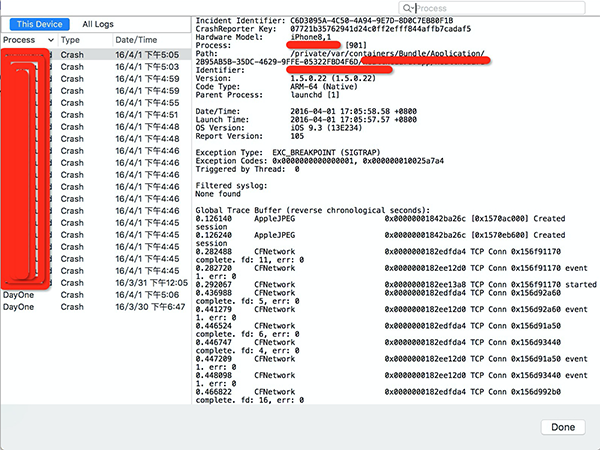 Process
This Device
All Logs
Process Type Date/Time
Crash 16/4/1 下午5:05
Crash 16/4/1 下午5:03
Crash 16/4/1 下午4:59
Crash 16/4/1 下午4:59
Crash 16/4/1 下午4:55
Crash 16/4/1 下午4:51
Crash 16/4/1 下午4:48
Crash 16/4/1 下午4:48
Crash 16/4/1 下午4:46
Crash 16/4/1 下午4:46
Crash 16/4/1 下午4:46
Crash 16/4/1 下午4:46
Crash 16/4/1 下午4:46
Crash 16/4/1 下午4:45
Crash 16/4/1 下午4:45
Crash 16/4/1 下午4:45
Crash 16/4/1 下午4:45
Crash 16/4/1 下午4:45
Crash 16/4/1 下午4:45
Crash 16/3/31 下午12:05
DayOne Crash 16/4/1 下午5:06
DayOne Crash 16/3/30 下午6:47
Incident Identifier: C6D3095A-4C50-4A94-9E7D-8D0C7EB80F1B
CrashReporter Key: 07721b35762941d24c0ff2efff844affb7cadaf5
Hardware Model: iPhone8,1
Process: [901]
Path: /private/var/containers/Bundle/Application/
2B95AB5B-35DC-4629-9FFE-05322FBD4F6D/
Identifier:
Version: 1.5.0.22 (1.5.0.22)
Code Type: ARM-64 (Native)
Parent Process: launchd [1]
Date/Time: 2016-04-01 17:05:58.58 +0800
Launch Time: 2016-04-01 17:05:57.57 +0800
OS Version: iOS 9.3 (13E234)
Report Version: 105
Exception Type: EXC_BREAKPOINT (SIGTRAP)
Exception Codes: 0x0000000000000001, 0x000000010025a7a4
Triggered by Thread: 0
Filtered syslog:
None found
Global Trace Buffer (reverse chronological seconds):
0.126140 AppleJPEG 0x00000001842ba26c [0x1570ac000] Created
session
0.126240 AppleJPEG 0x00000001842ba26c [0x1570eb600] Created
session
0.282488 CFNetwork 0x0000000182edfda4 TCP Conn 0x156f91170
complete. fd: 11, err: 0
0.282720 CFNetwork 0x0000000182ee12d0 TCP Conn 0x156f91170 event
1. err: 0
0.292067 CFNetwork 0x0000000182ee13a8 TCP Conn 0x156f91170 started
0.436988 CFNetwork 0x0000000182edfda4 TCP Conn 0x156d92a60
complete. fd: 5, err: 0
0.441279 CFNetwork 0x0000000182ee12d0 TCP Conn 0x156d92a60 event
1. err: 0
0.446524 CFNetwork 0x0000000182edfda4 TCP Conn 0x156d91a50
complete. fd: 6, err: 0
0.446747 CFNetwork 0x0000000182edfda4 TCP Conn 0x156d93440
complete. fd: 4, err: 0
0.447209 CFNetwork 0x0000000182ee12d0 TCP Conn 0x156d91a50 event
1. err: 0
0.448098 CFNetwork 0x0000000182ee12d0 TCP Conn 0x156d93440 event
1. err: 0
0.466822 CFNetwork 0x0000000182edfda4 TCP Conn 0x156d992b0
complete. fd: 16, err: 0
Done